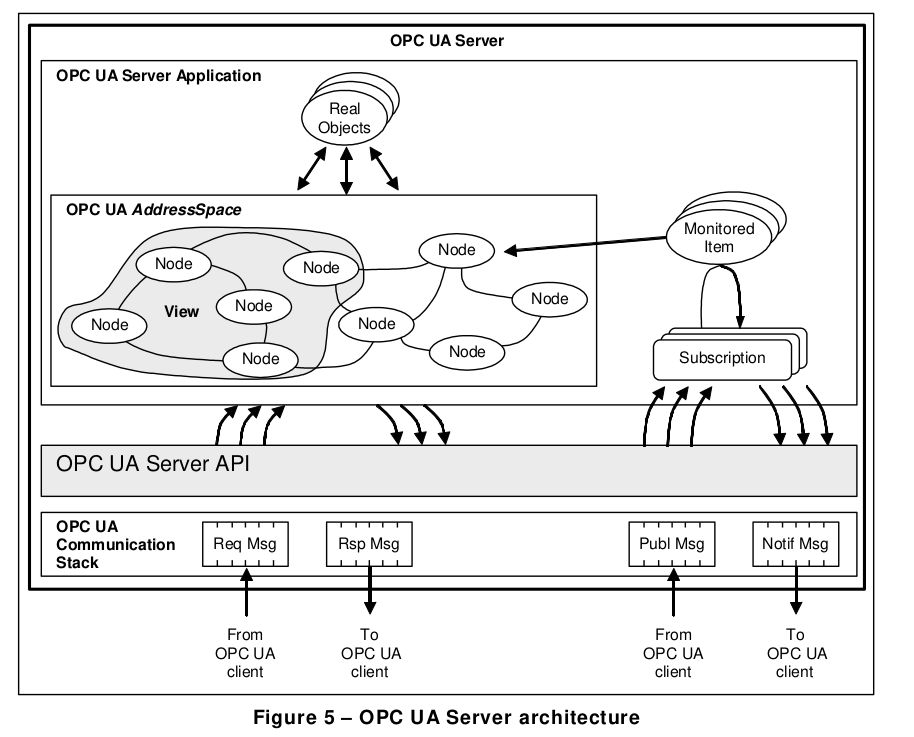 OPC UA Server
OPC UA Server Application
Real
Objects
OPC UA AddressSpace
Monitored
Item
Node
Node
Node
Node
Node
View
Node
Node
Node
Node
Node
Subscription
OPC UA Server API
OPC UA
Communication
Stack
Req Msg
Rsp Msg
Publ Msg
Notif Msg
From
OPC UA
client
To
OPC UA
client
From
OPC UA
client
To
OPC UA
client
Figure 5 – OPC UA Server architecture